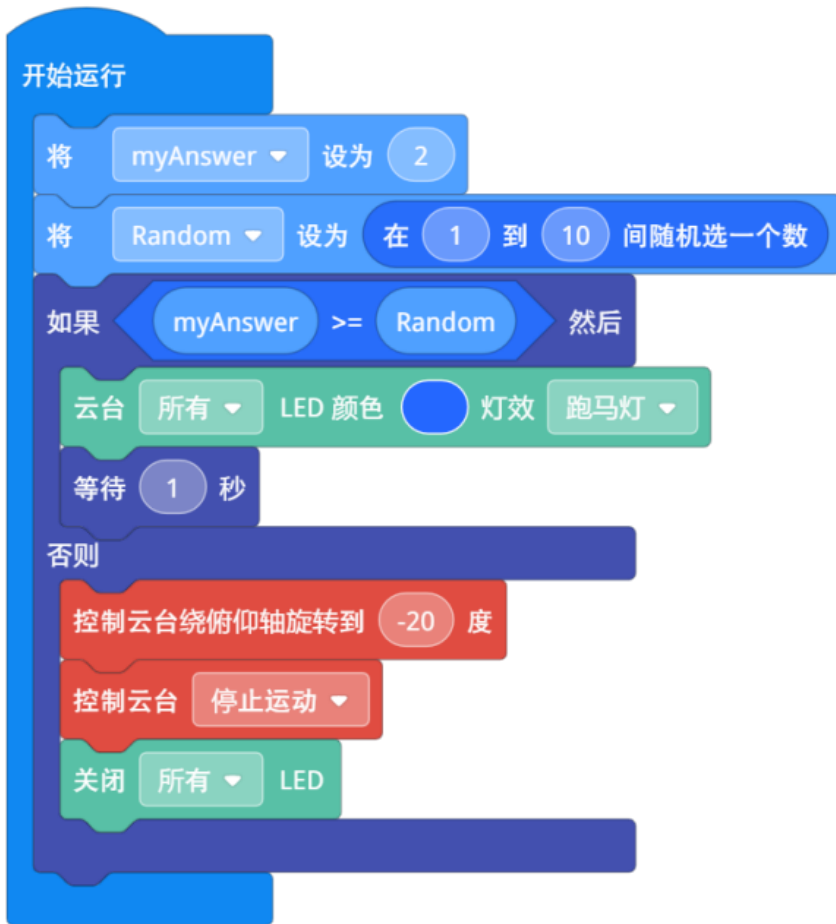 开始运行
将 myAnswer 设为 2
将 Random 设为 在 1 到 10 间随机选一个数
如果 myAnswer >= Random 然后
云台 所有 LED 颜色 灯效 跑马灯
等待 1 秒
否则
控制云台绕俯仰轴旋转到 -20 度
控制云台 停止运动
关闭 所有 LED